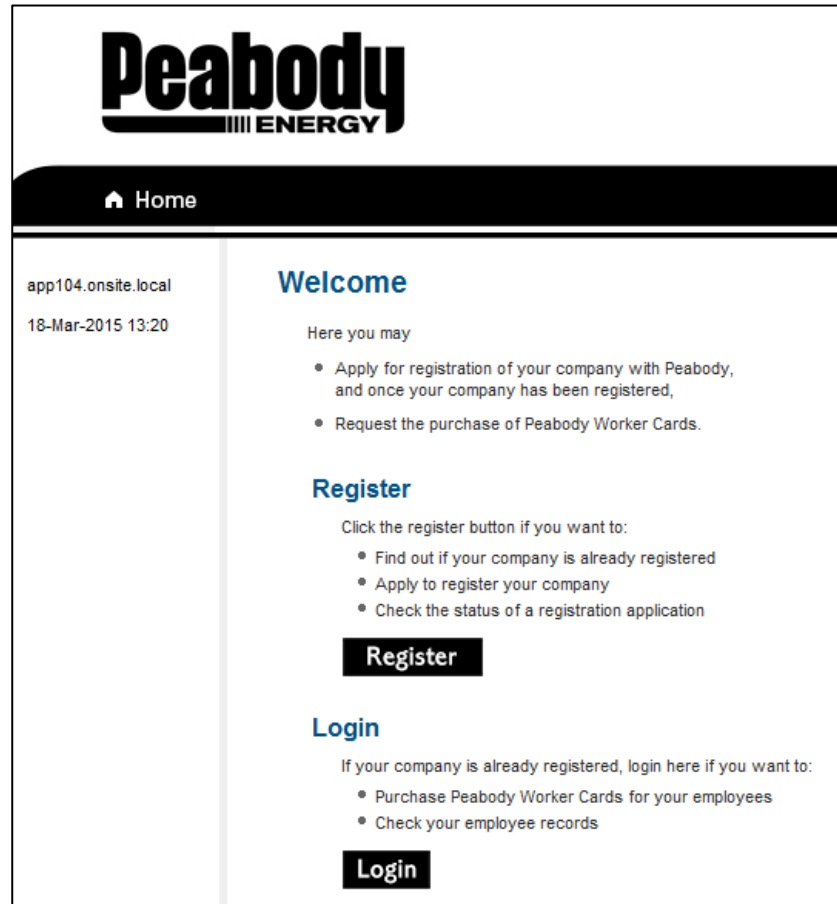 Peabody
ENERGY
Home
app104.onsite.local
18-Mar-2015 13:20
Welcome
Here you may
Apply for registration of your company with Peabody,
and once your company has been registered,
Request the purchase of Peabody Worker Cards.
Register
Click the register button if you want to:
Find out if your company is already registered
Apply to register your company
Check the status of a registration application
Register
Login
If your company is already registered, login here if you want to:
Purchase Peabody Worker Cards for your employees
Check your employee records
Login